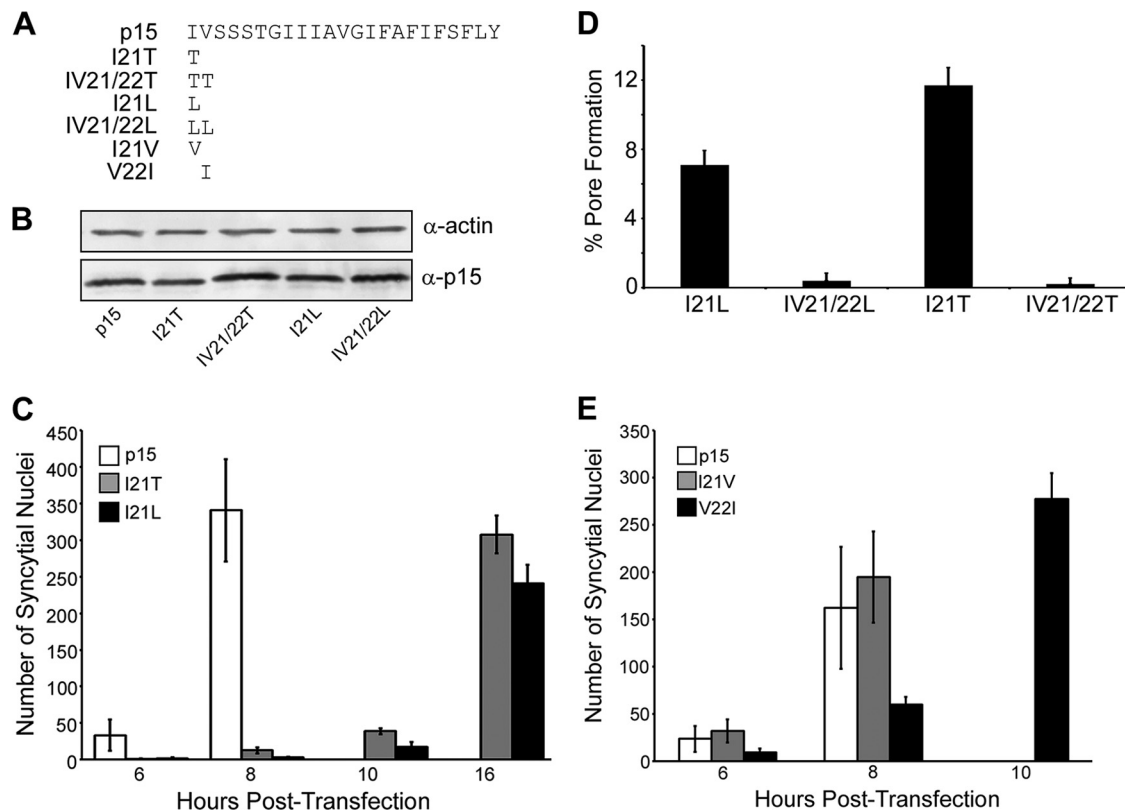 A
p15 IVSSSTGIIIAVGIFAFIFSFLY
I21T T
IV21/22T TT
I21L L
IV21/22L LL
I21V V
V22I I
B
α-actin
α-p15
p15 I21T IV21/22T I21L IV21/22L
C
Number of Syncytial Nuclei
450
400
350
300
250
200
150
100
50
0
p15
I21T
I21L
6 8 10 16
Hours Post-Transfection
D
% Pore Formation
12
8
4
0
I21L IV21/22L I21T IV21/22T
E
Number of Syncytial Nuclei
350
300
250
200
150
100
50
0
p15
I21V
V22I
6 8 10
Hours Post-Transfection